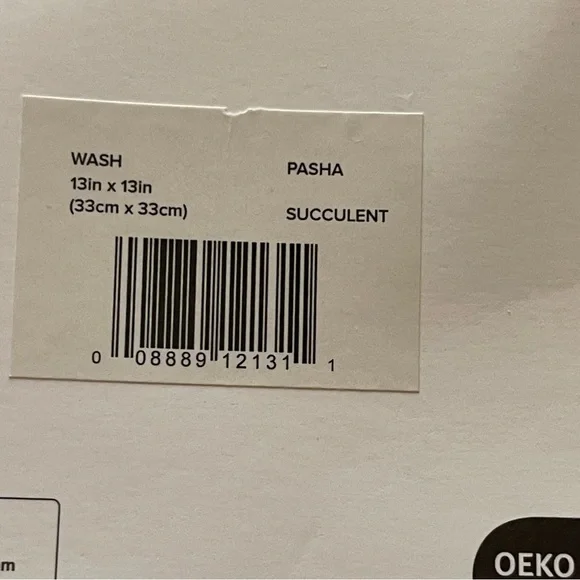 WASH
13in x 13in
(33cm x 33cm)
PASHA
SUCCULENT
0 08889 12131 1
m
OEKO